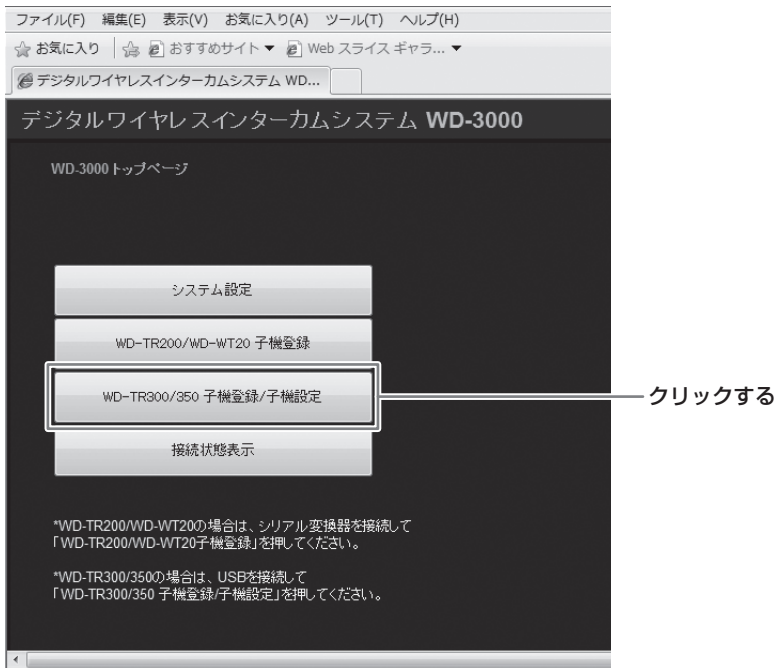 ファイル(F) 編集(E) 表示(V) お気に入り(A) ツール(T) ヘルプ(H)
お気に入り おすすめサイト▼ Web スライス ギャラ... ▼
デジタルワイヤレスインターカムシステム WD...
デジタルワイヤレスインターカムシステム WD-3000
WD-3000 トップページ
システム設定
WD-TR200/WD-WT20 子機登録
WD-TR300/350 子機登録/子機設定
クリックする
接続状態表示
*WD-TR200/WD-WT20の場合は、シリアル変換器を接続して
「WD-TR200/WD-WT20子機登録」を押してください。
*WD-TR300/350の場合は、USBを接続して
「WD-TR300/350 子機登録/子機設定」を押してください。